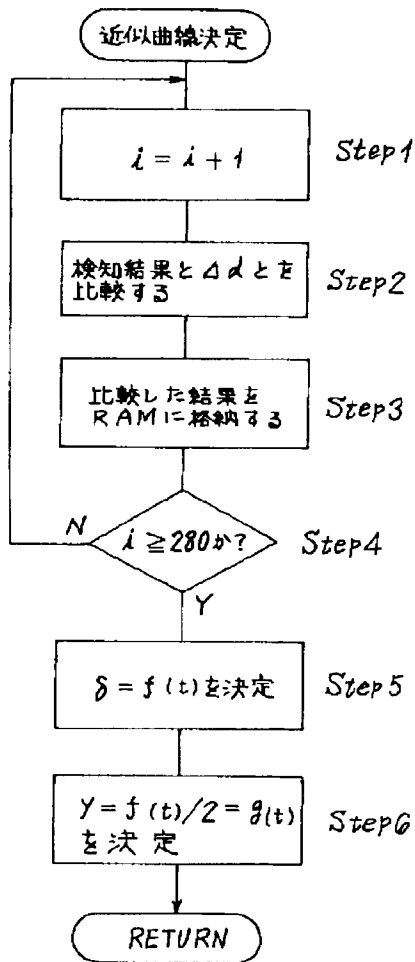 近似曲線決定
i = i + 1
Step1
検知結果とΔdとを
比較する
Step2
比較した結果を
RAMに格納する
Step3
N
i ≧ 280か?
Step4
Y
δ = f(t)を決定
Step5
Y = f(t)/2 = g(t)
を決定
Step6
RETURN